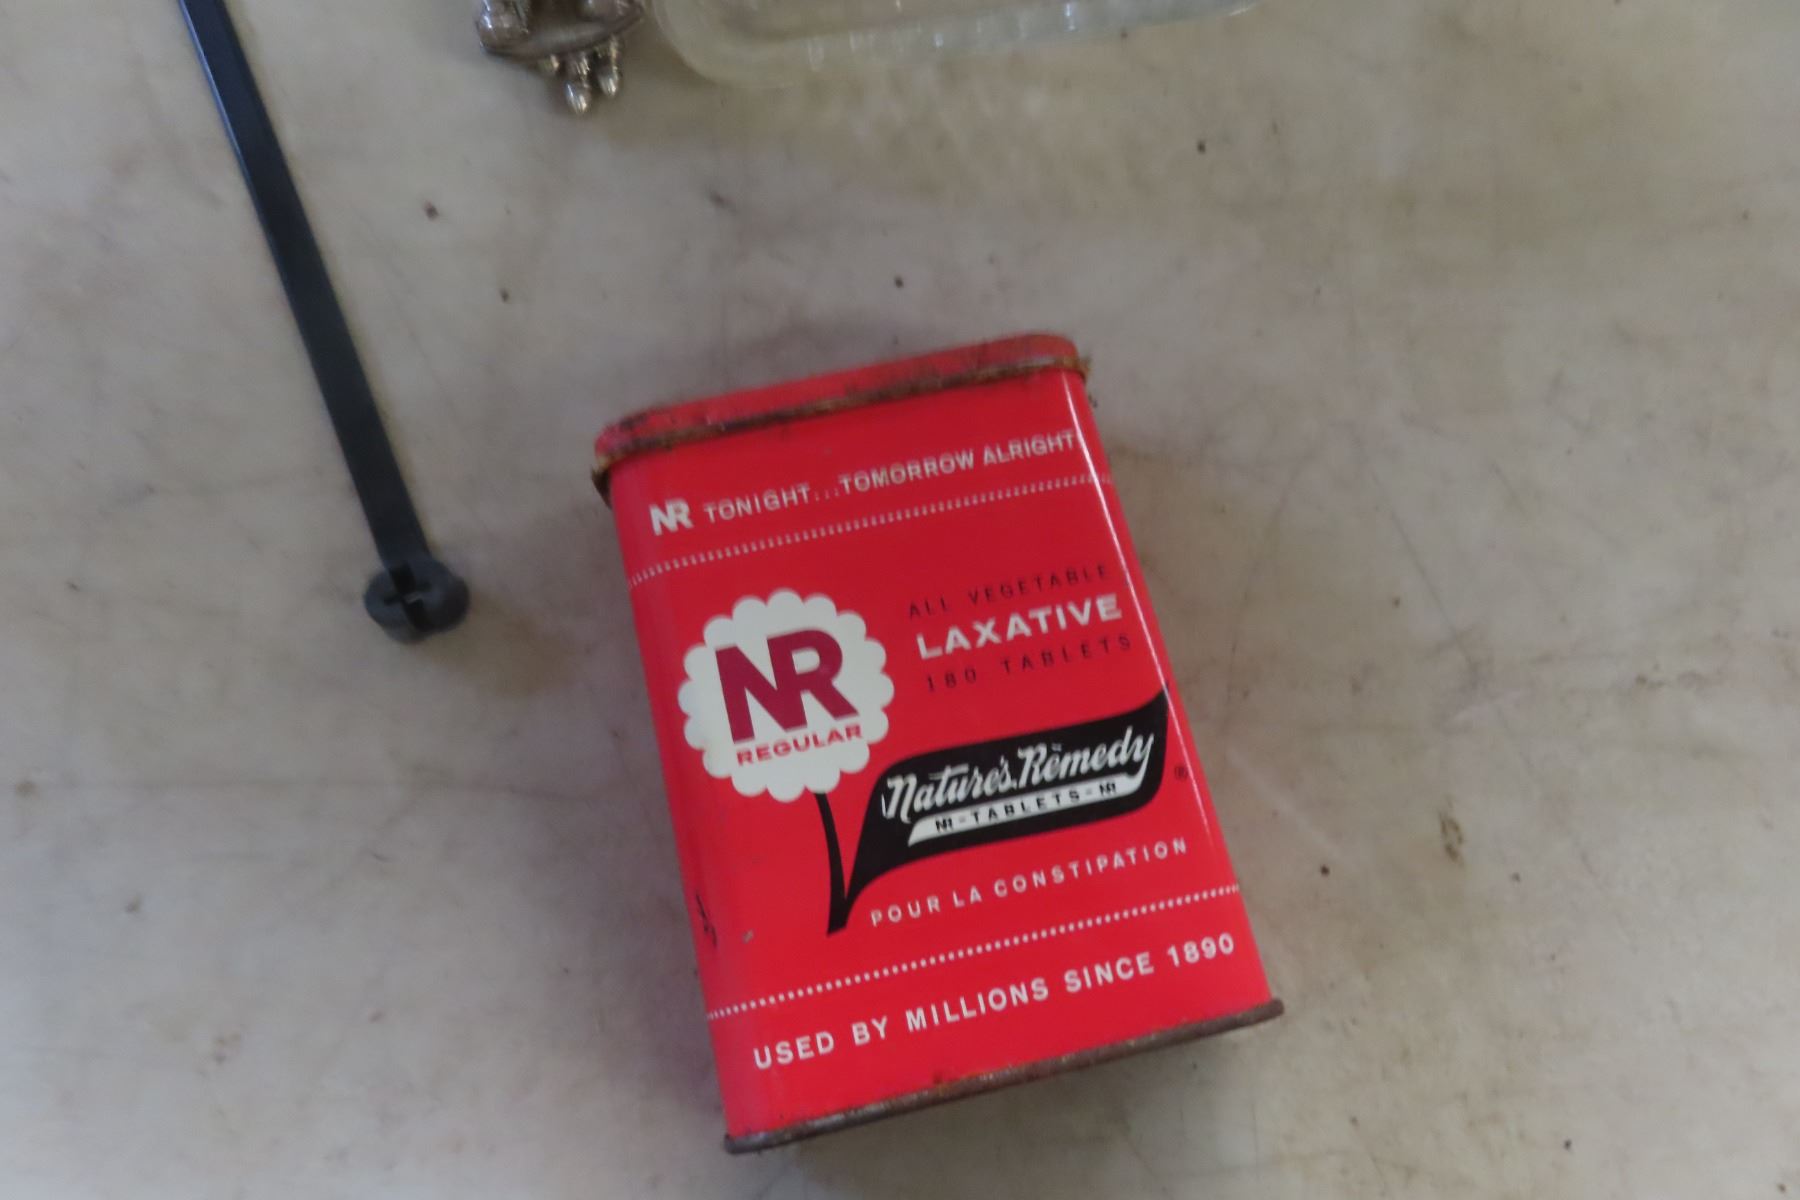 NR TONIGHT...TOMORROW ALRIGHT
ALL VEGETABLE
LAXATIVE
180 TABLETS
NR
REGULAR
Nature's Remedy ®
NR-TABLETS-NR
POUR LA CONSTIPATION
USED BY MILLIONS SINCE 1890